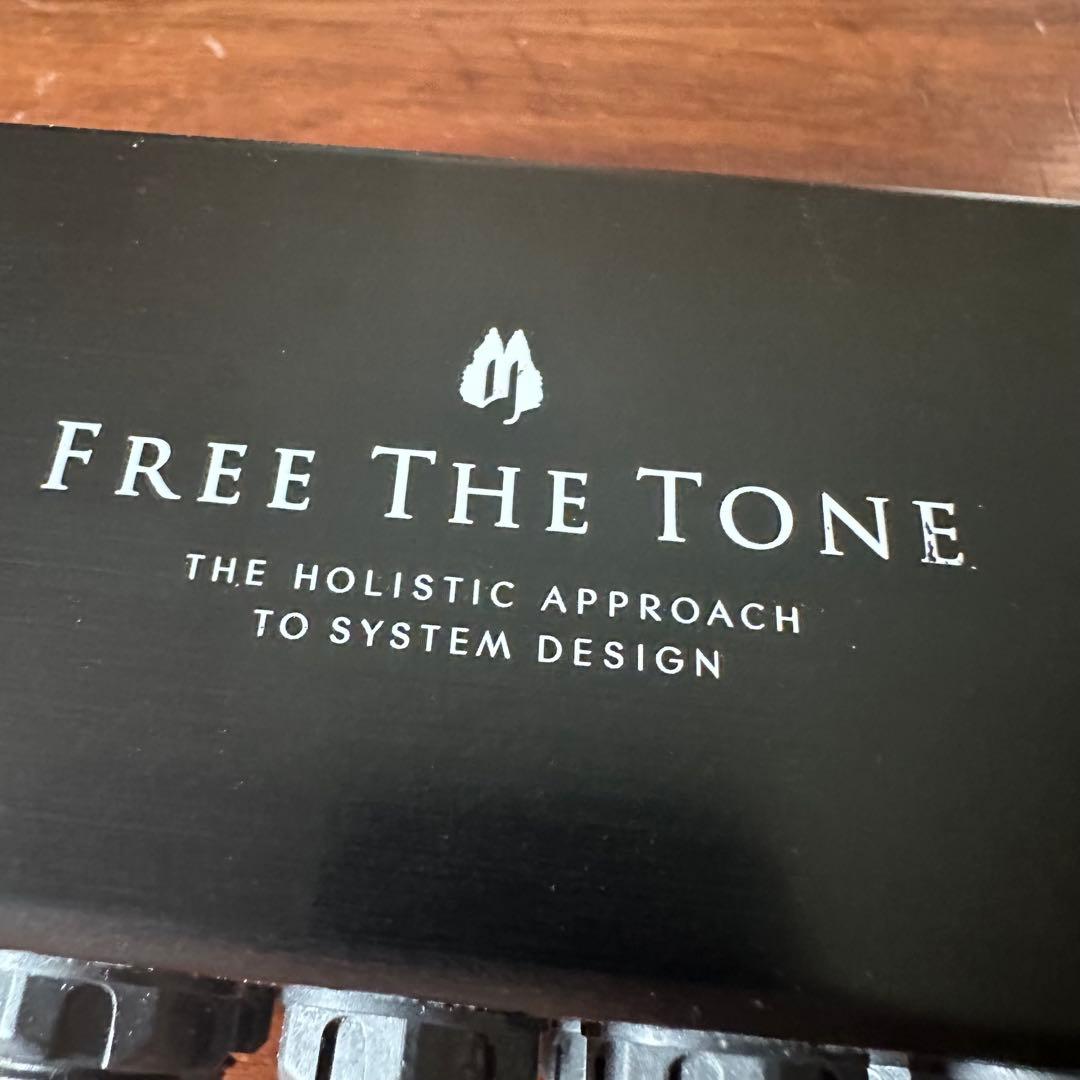 FREE THE TONE
THE HOLISTIC APPROACH
TO SYSTEM DESIGN